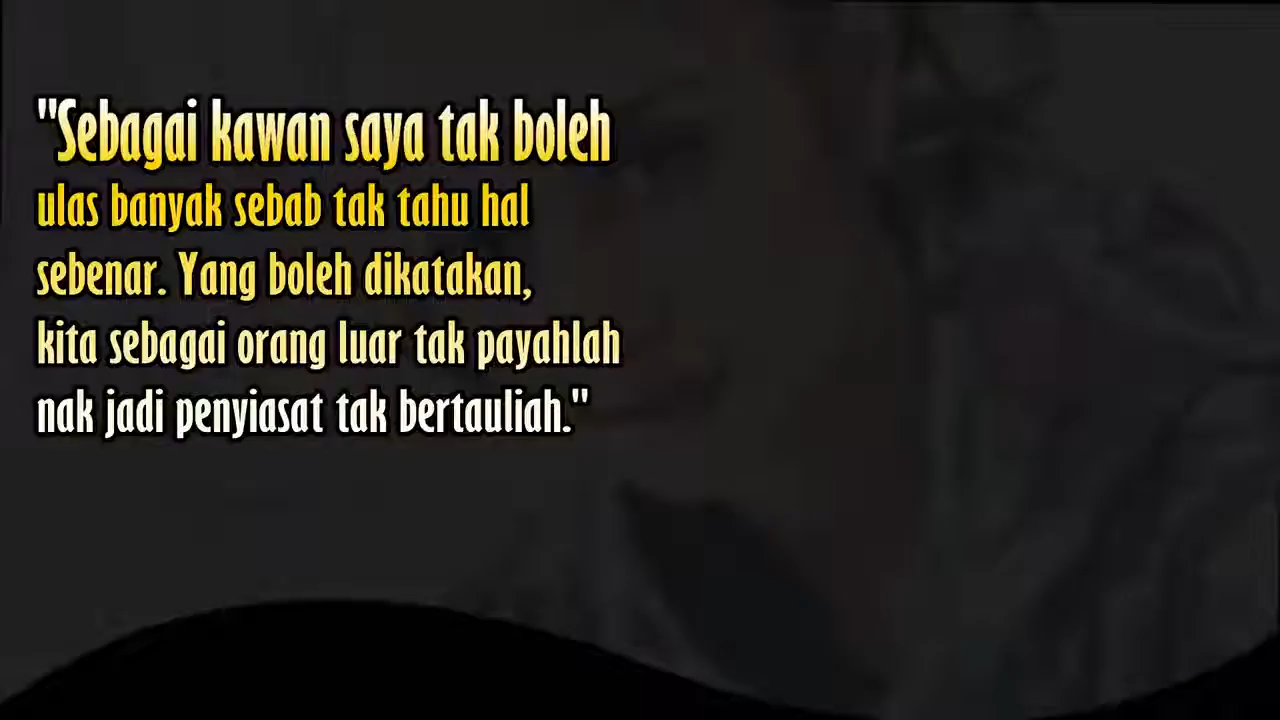 "Sebagai kawan saya tak boleh
ulas banyak sebab tak tahu hal
sebenar. Yang boleh dikatakan,
kita sebagai orang luar tak payahlah
nak jadi penyiasat tak bertauliah."